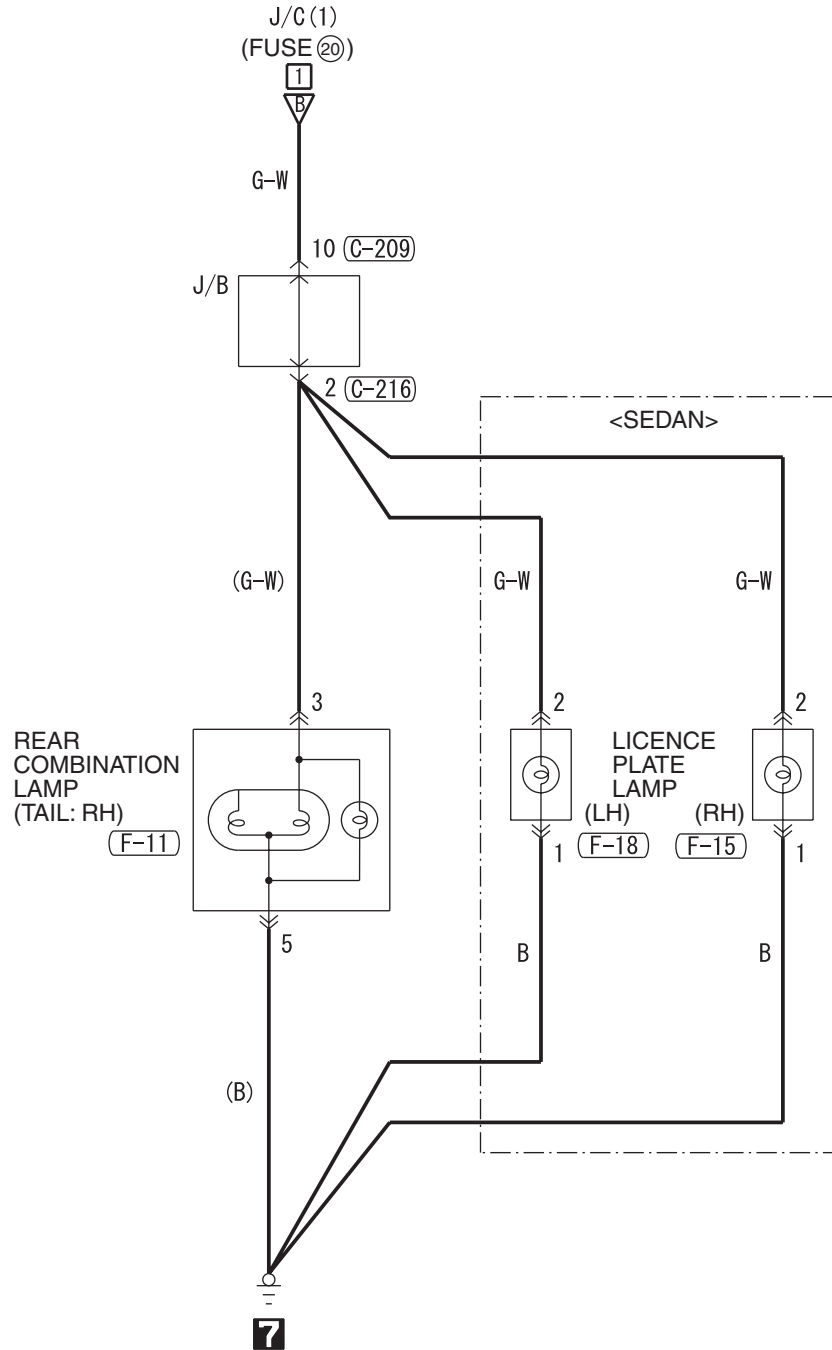 J/C(1)
(FUSE ⑳)
1
B
G-W
10 C-209
J/B
2 C-216
<SEDAN>
(G-W)
G-W
G-W
3
2
2
REAR
COMBINATION
LAMP
(TAIL: RH)
F-11
LICENCE
PLATE
LAMP
(LH)
(RH)
F-18
F-15
1
1
5
B
B
(B)
7